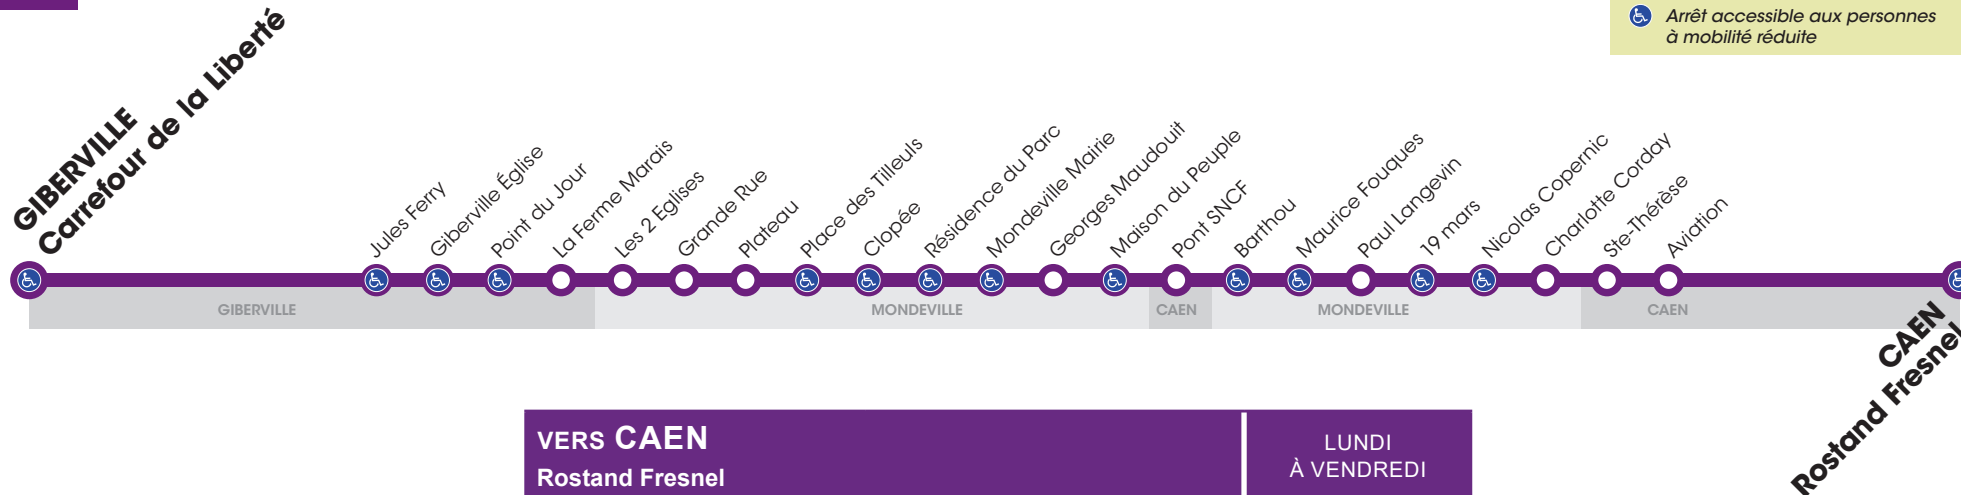 Arrêt accessible aux personnes
à mobilité réduite
GIBERVILLE
Carrefour de la Liberté
Jules Ferry
Giberville Église
Point du Jour
La Ferme Marais
Les 2 Eglises
Grande Rue
Plateau
Place des Tilleuls
Clopée
Résidence du Parc
Mondeville Mairie
Georges Maudouit
Maison du Peuple
Pont SNCF
Barthou
Maurice Fouques
Paul Langevin
19 mars
Nicolas Copernic
Charlotte Corday
Ste-Thérèse
Aviation
CAEN
Rostand Fresnel
GIBERVILLE
MONDEVILLE
CAEN
MONDEVILLE
CAEN
VERS CAEN
Rostand Fresnel
LUNDI
À VENDREDI